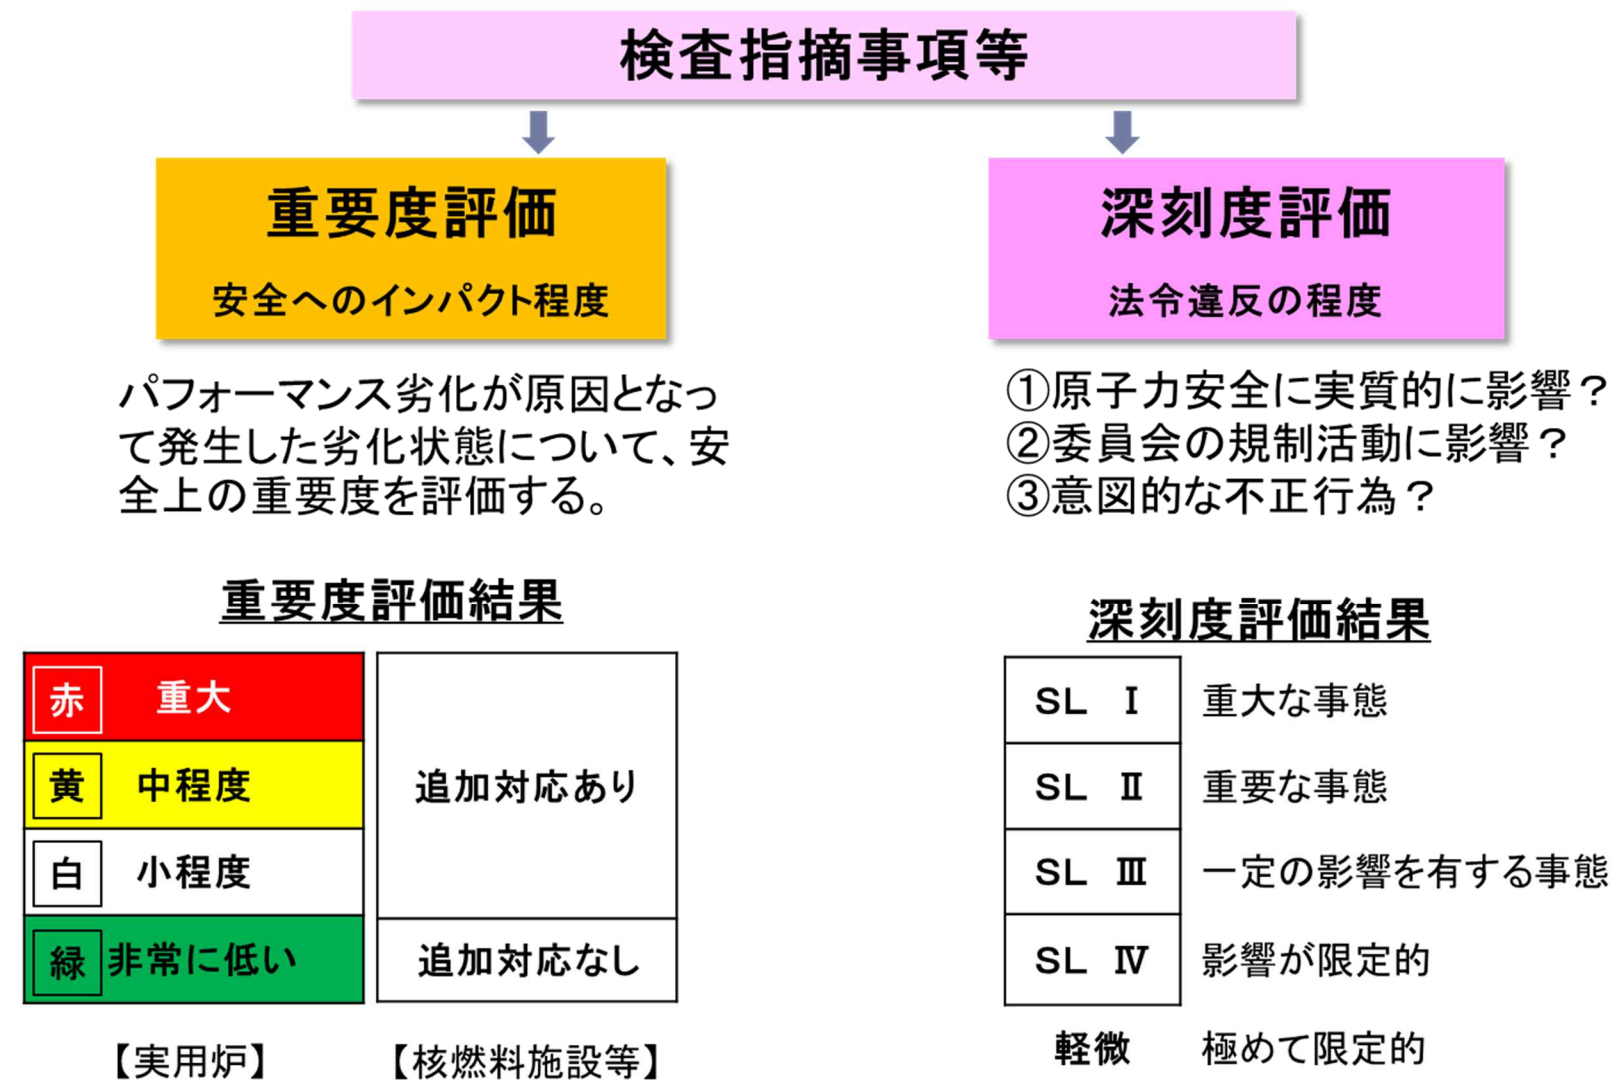 検査指摘事項等
重要度評価
安全へのインパクト程度
パフォーマンス劣化が原因となっ
て発生した劣化状態について、安
全上の重要度を評価する。
重要度評価結果
赤 重大
黄 中程度
白 小程度
緑 非常に低い
【実用炉】
追加対応あり
追加対応なし
【核燃料施設等】
深刻度評価
法令違反の程度
①原子力安全に実質的に影響？
②委員会の規制活動に影響？
③意図的な不正行為？
深刻度評価結果
ＳＬ Ⅰ 重大な事態
ＳＬ Ⅱ 重要な事態
ＳＬ Ⅲ 一定の影響を有する事態
ＳＬ Ⅳ 影響が限定的
軽微 極めて限定的